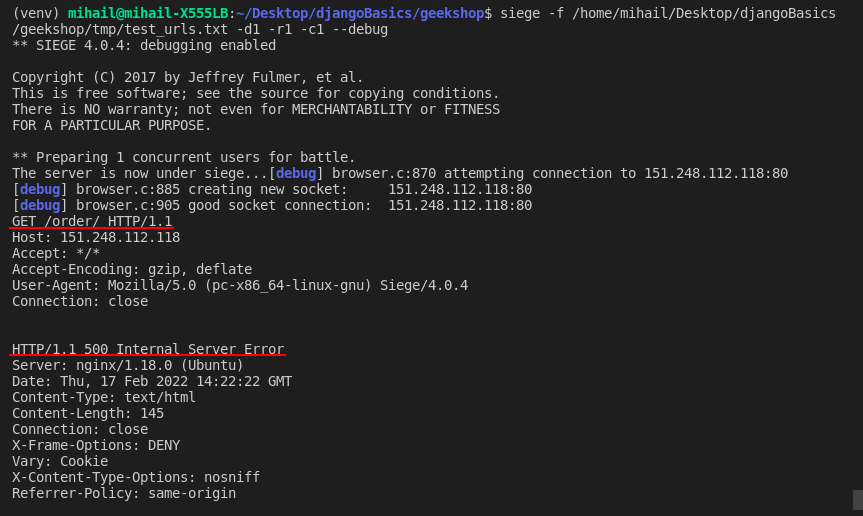 (venv) mihail@mihail-X555LB:~/Desktop/djangoBasics/geekshop$ siege -f /home/mihail/Desktop/djangoBasics
/geekshop/tmp/test_urls.txt -d1 -r1 -c1 --debug
** SIEGE 4.0.4: debugging enabled
Copyright (C) 2017 by Jeffrey Fulmer, et al.
This is free software; see the source for copying conditions.
There is NO warranty; not even for MERCHANTABILITY or FITNESS
FOR A PARTICULAR PURPOSE.
** Preparing 1 concurrent users for battle.
The server is now under siege...[debug] browser.c:870 attempting connection to 151.248.112.118:80
[debug] browser.c:885 creating new socket:     151.248.112.118:80
[debug] browser.c:905 good socket connection:  151.248.112.118:80
GET /order/ HTTP/1.1
Host: 151.248.112.118
Accept: */*
Accept-Encoding: gzip, deflate
User-Agent: Mozilla/5.0 (pc-x86_64-linux-gnu) Siege/4.0.4
Connection: close
HTTP/1.1 500 Internal Server Error
Server: nginx/1.18.0 (Ubuntu)
Date: Thu, 17 Feb 2022 14:22:22 GMT
Content-Type: text/html
Content-Length: 145
Connection: close
X-Frame-Options: DENY
Vary: Cookie
X-Content-Type-Options: nosniff
Referrer-Policy: same-origin